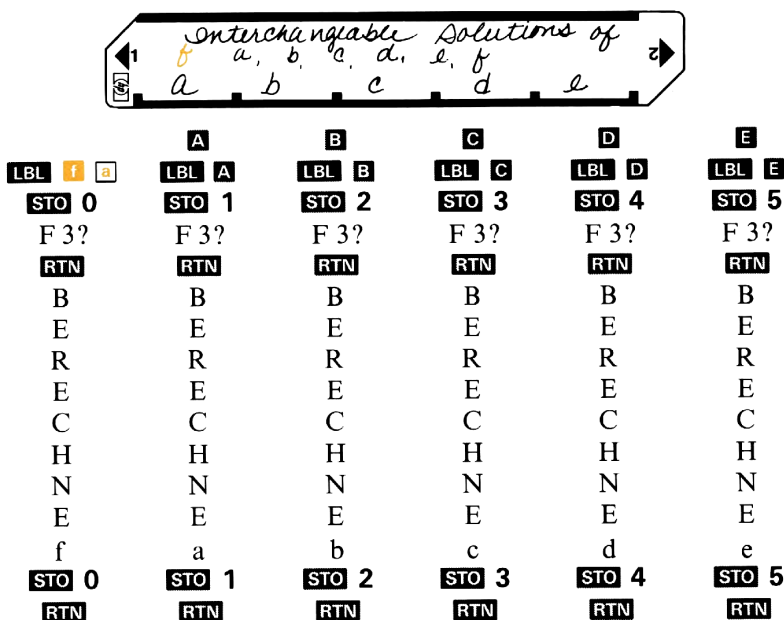 Interchangeable Solutions of
f a, b, c, d, e, f
1 2
a b c d e
A B C D E
LBL f a LBL A LBL B LBL C LBL D LBL E
STO 0 STO 1 STO 2 STO 3 STO 4 STO 5
F 3? F 3? F 3? F 3? F 3? F 3?
RTN RTN RTN RTN RTN RTN
B B B B B B
E E E E E E
R R R R R R
E E E E E E
C C C C C C
H H H H H H
N N N N N N
E E E E E E
f a b c d e
STO 0 STO 1 STO 2 STO 3 STO 4 STO 5
RTN RTN RTN RTN RTN RTN